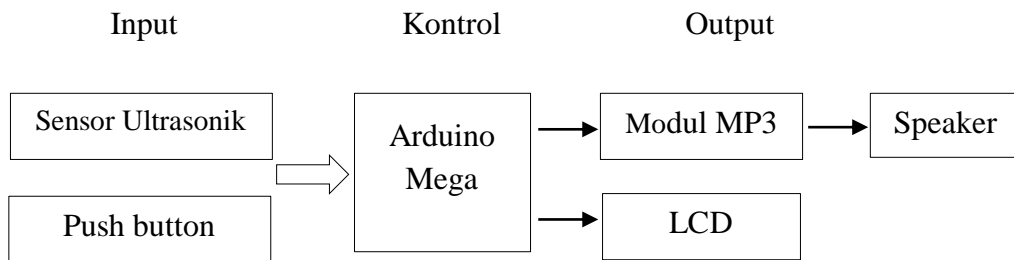 Input
Kontrol
Output
Sensor Ultrasonik
Push button
Arduino
Mega
Modul MP3
Speaker
LCD